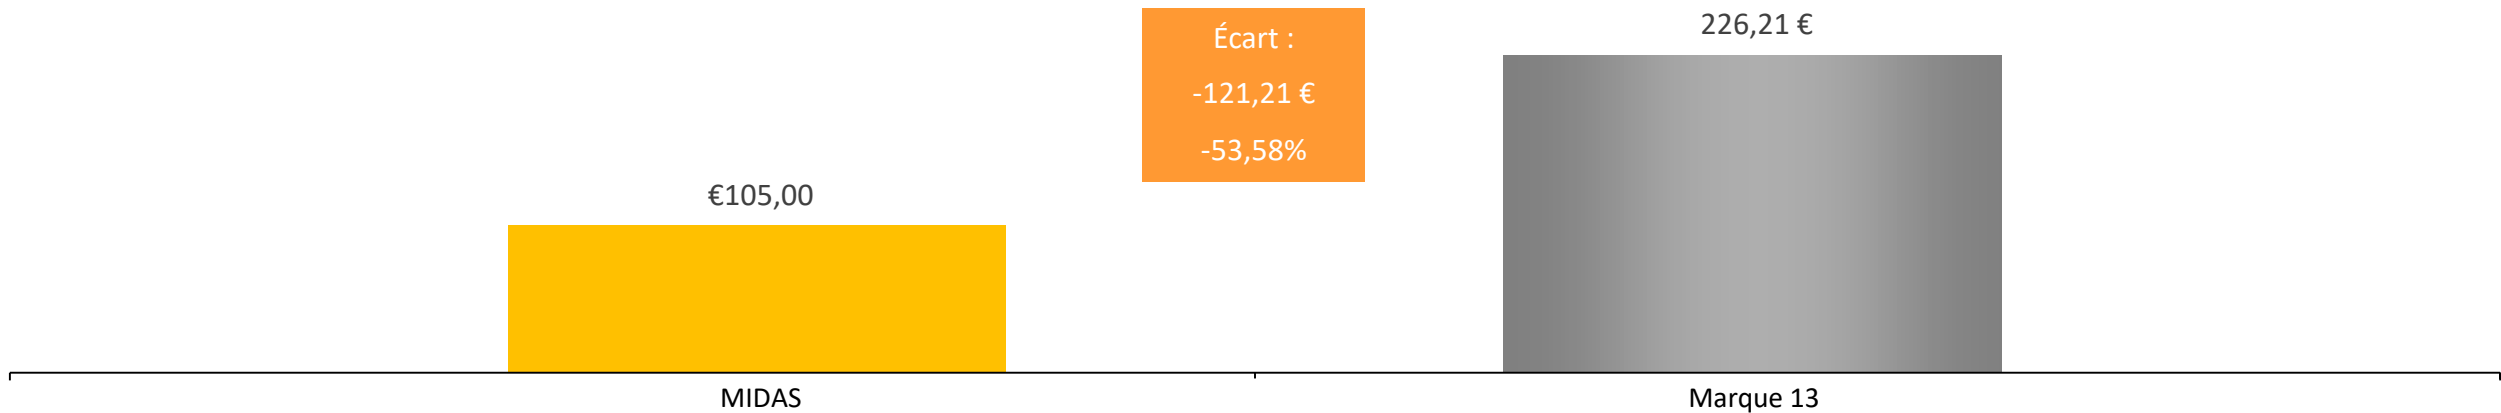 Écart :
-121,21 €
-53,58%
226,21 €
€105,00
MIDAS
Marque 13